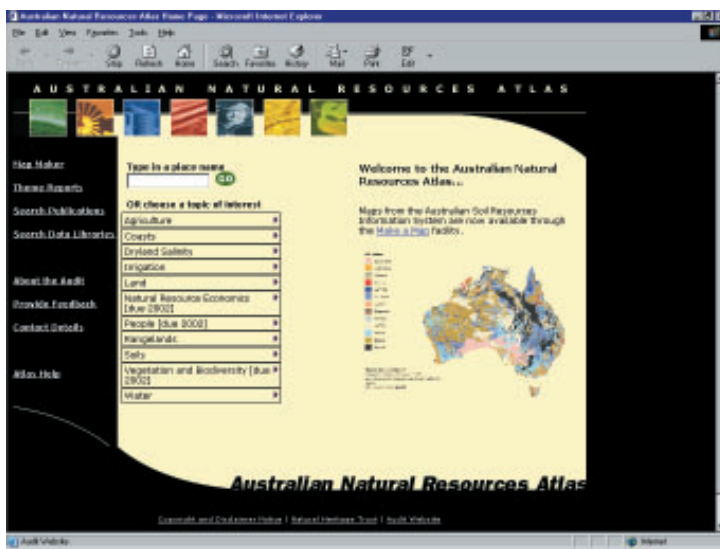 Australian Natural Resources Atlas Home Page - Microsoft Internet Explorer
File Edit View Favorites Tools Help
Stop Refresh Home Search Favorites History Mail Print Edit
AUSTRALIAN NATURAL RESOURCES ATLAS
Map Maker
Theme Reports
Search Publications
Search Data Libraries
About the Audit
Provide Feedback
Contact Details
Atlas Help
Type in a place name
GO
OR choose a topic of interest
Agriculture
Coasts
Dryland Salinity
Irrigation
Land
Natural Resource Economics
[due 2002]
People [due 2002]
Rangelands
Soils
Vegetation and Biodiversity [due
2002]
Water
Welcome to the Australian Natural
Resources Atlas...
Maps from the Australian Soil Resources
Information System are now available through
the Make a Map facility.
Australian Natural Resources Atlas
Copyright and Disclaimer Notice | Natural Heritage Trust | Audit Website
Audit Website
Internet